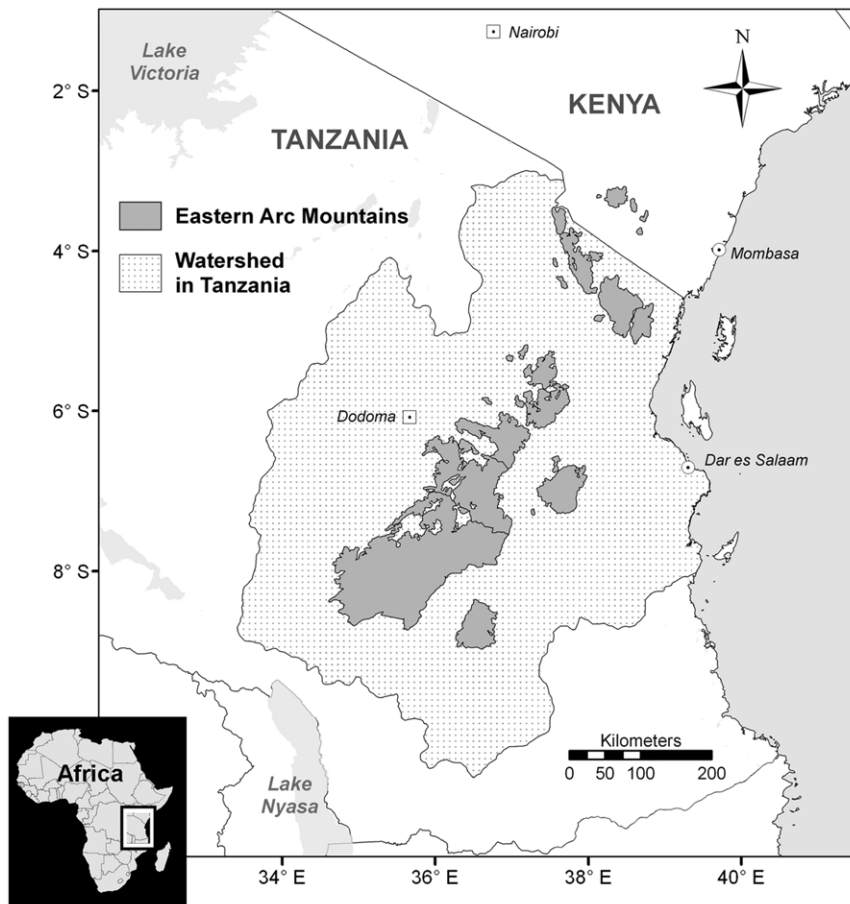 Lake
Victoria
Nairobi
N
2° S
KENYA
TANZANIA
Eastern Arc Mountains
4° S
Mombasa
Watershed
in Tanzania
6° S
Dodoma
Dar es Salaam
8° S
Kilometers
0 50 100 200
Africa
Lake
Nyasa
34° E 36° E 38° E 40° E